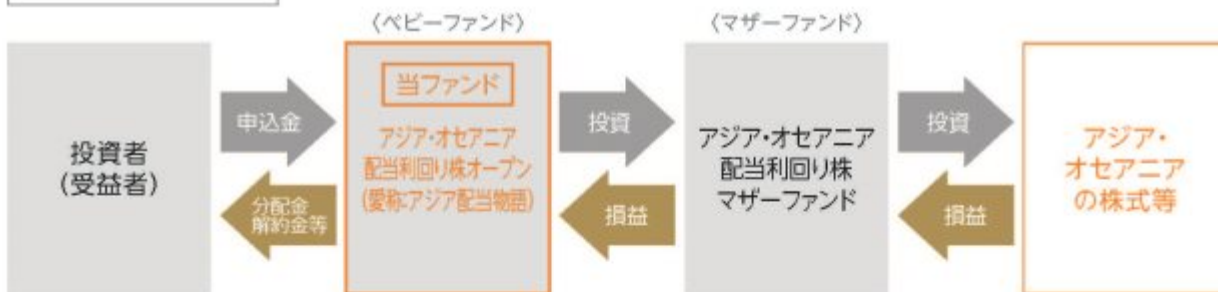 〈ベビーファンド〉
〈マザーファンド〉
投資者
(受益者)
申込金
分配金
解約金等
当ファンド
アジア・オセアニア
配当利回り株オープン
(愛称:アジア配当物語)
投資
損益
アジア・オセアニア
配当利回り株
マザーファンド
投資
損益
アジア・
オセアニア
の株式等